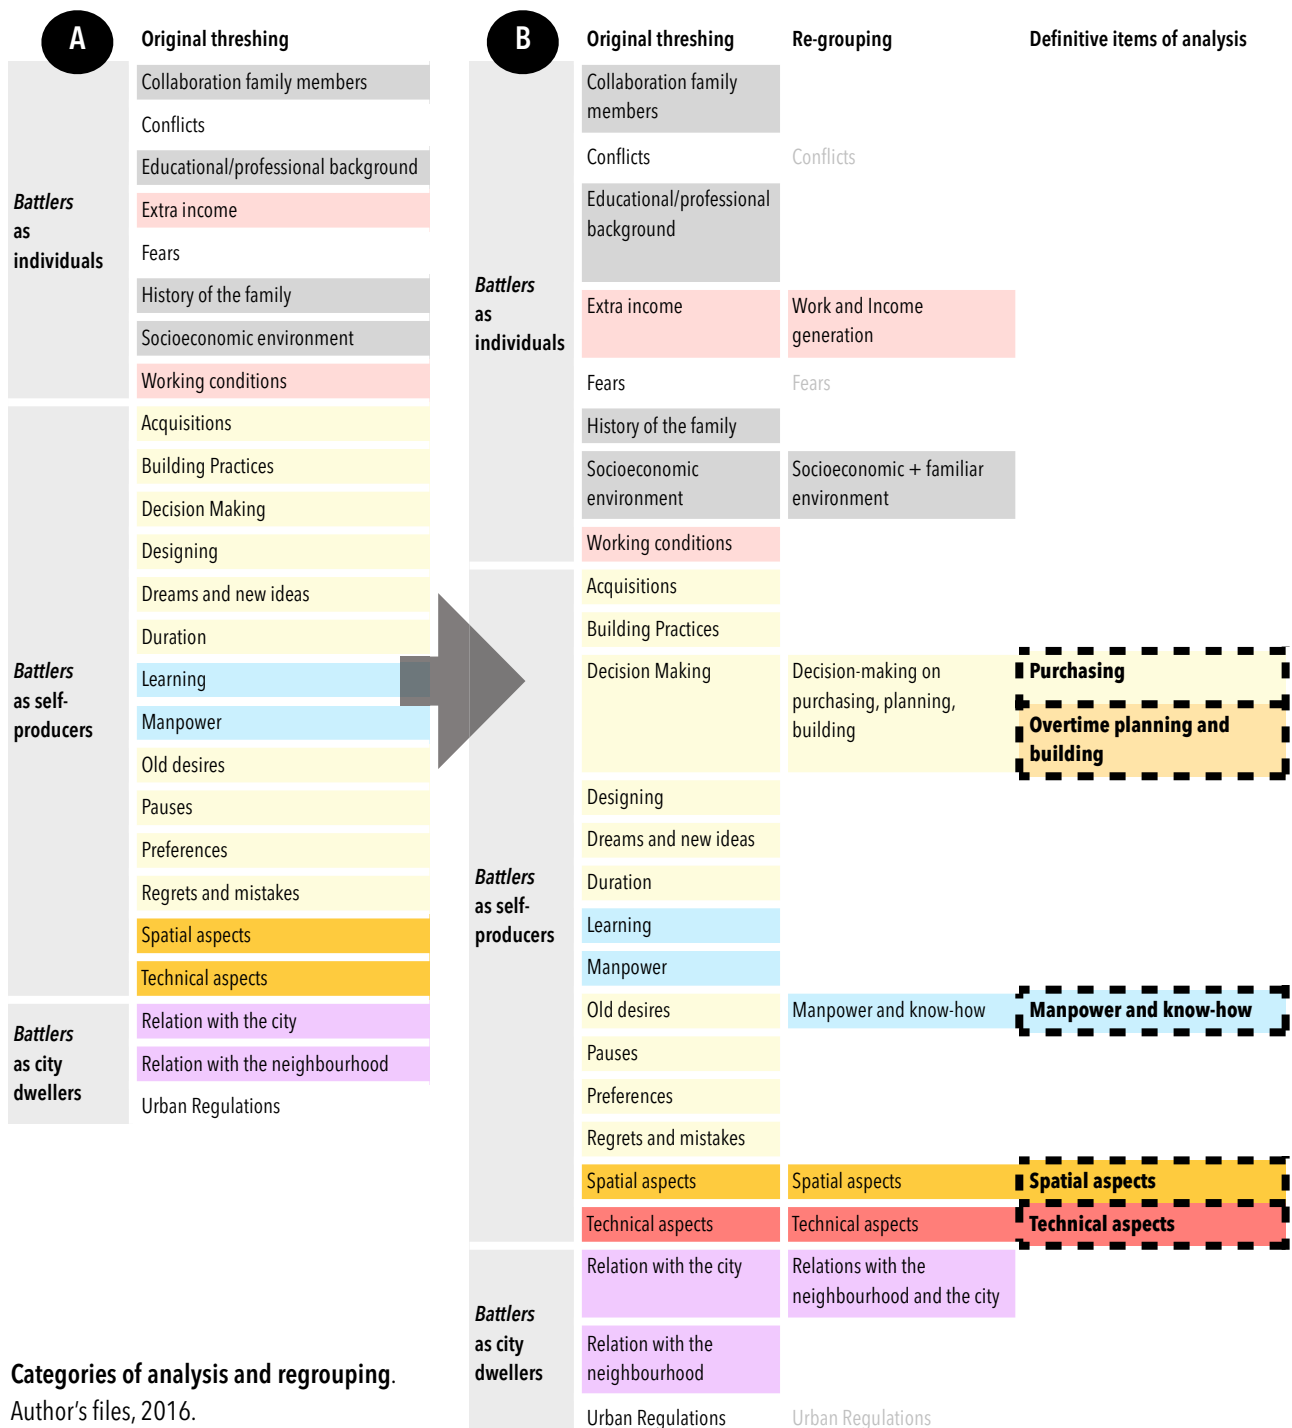 A
Original threshing
Battlers
as
individuals
Collaboration family members
Conflicts
Educational/professional background
Extra income
Fears
History of the family
Socioeconomic environment
Working conditions
Battlers
as self-
producers
Acquisitions
Building Practices
Decision Making
Designing
Dreams and new ideas
Duration
Learning
Manpower
Old desires
Pauses
Preferences
Regrets and mistakes
Spatial aspects
Technical aspects
Battlers
as city
dwellers
Relation with the city
Relation with the neighbourhood
Urban Regulations
B
Original threshing
Re-grouping
Definitive items of analysis
Battlers
as
individuals
Collaboration family
members
Conflicts
Conflicts
Educational/professional
background
Extra income
Work and Income
generation
Fears
Fears
History of the family
Socioeconomic
environment
Socioeconomic + familiar
environment
Working conditions
Battlers
as self-
producers
Acquisitions
Building Practices
Decision Making
Decision-making on
purchasing, planning,
building
Purchasing
Overtime planning and
building
Designing
Dreams and new ideas
Duration
Learning
Manpower
Old desires
Manpower and know-how
Manpower and know-how
Pauses
Preferences
Regrets and mistakes
Spatial aspects
Spatial aspects
Spatial aspects
Technical aspects
Technical aspects
Technical aspects
Battlers
as city
dwellers
Relation with the city
Relations with the
neighbourhood and the city
Relation with the
neighbourhood
Urban Regulations
Urban Regulations
Categories of analysis and regrouping.
Author's files, 2016.